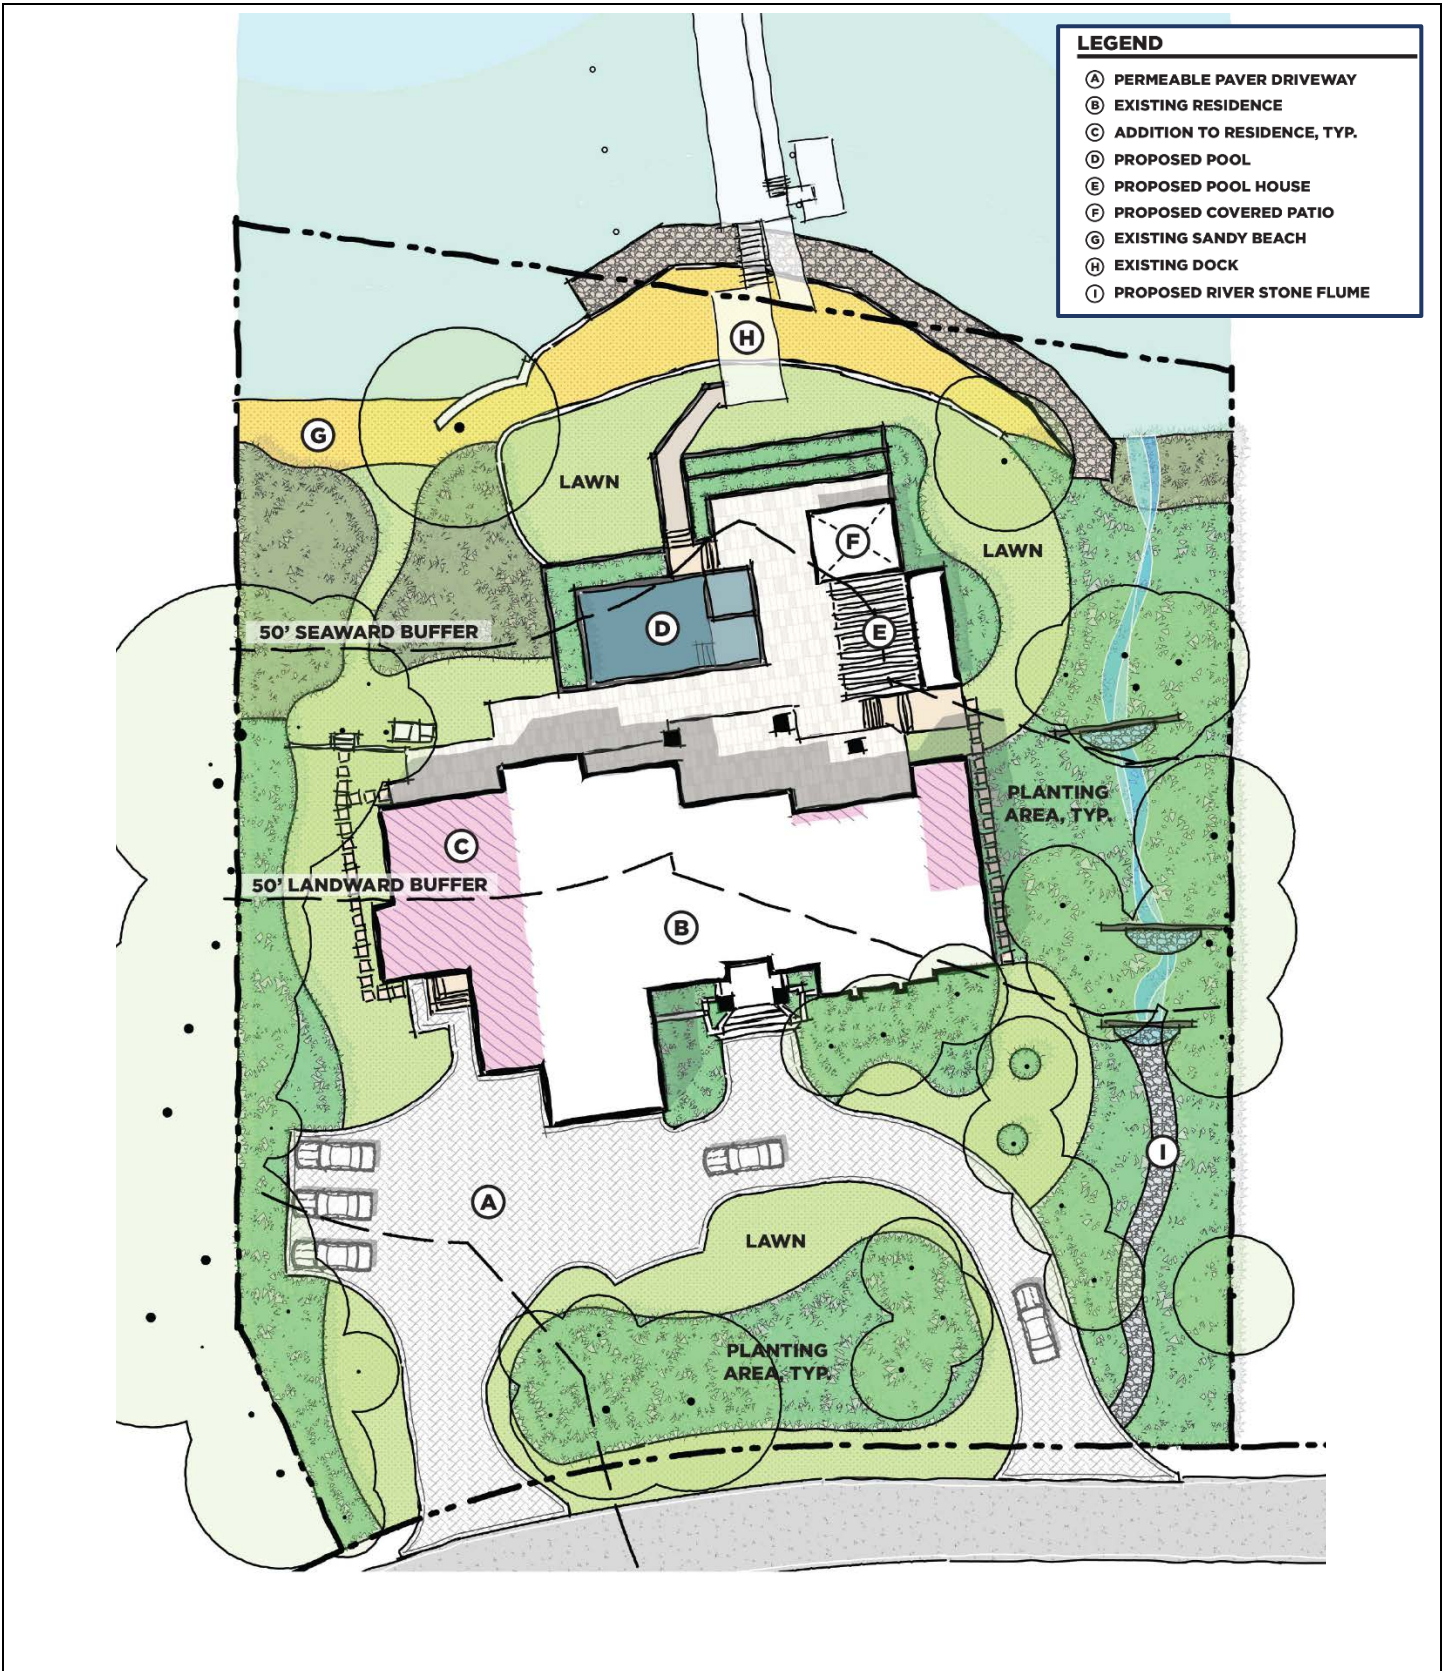 LEGEND
A PERMEABLE PAVER DRIVEWAY
B EXISTING RESIDENCE
C ADDITION TO RESIDENCE, TYP.
D PROPOSED POOL
E PROPOSED POOL HOUSE
F PROPOSED COVERED PATIO
G EXISTING SANDY BEACH
H EXISTING DOCK
I PROPOSED RIVER STONE FLUME
H
G
LAWN
F
LAWN
50' SEAWARD BUFFER
D
E
PLANTING
AREA, TYP.
C
50' LANDWARD BUFFER
B
I
A
LAWN
PLANTING
AREA, TYP.